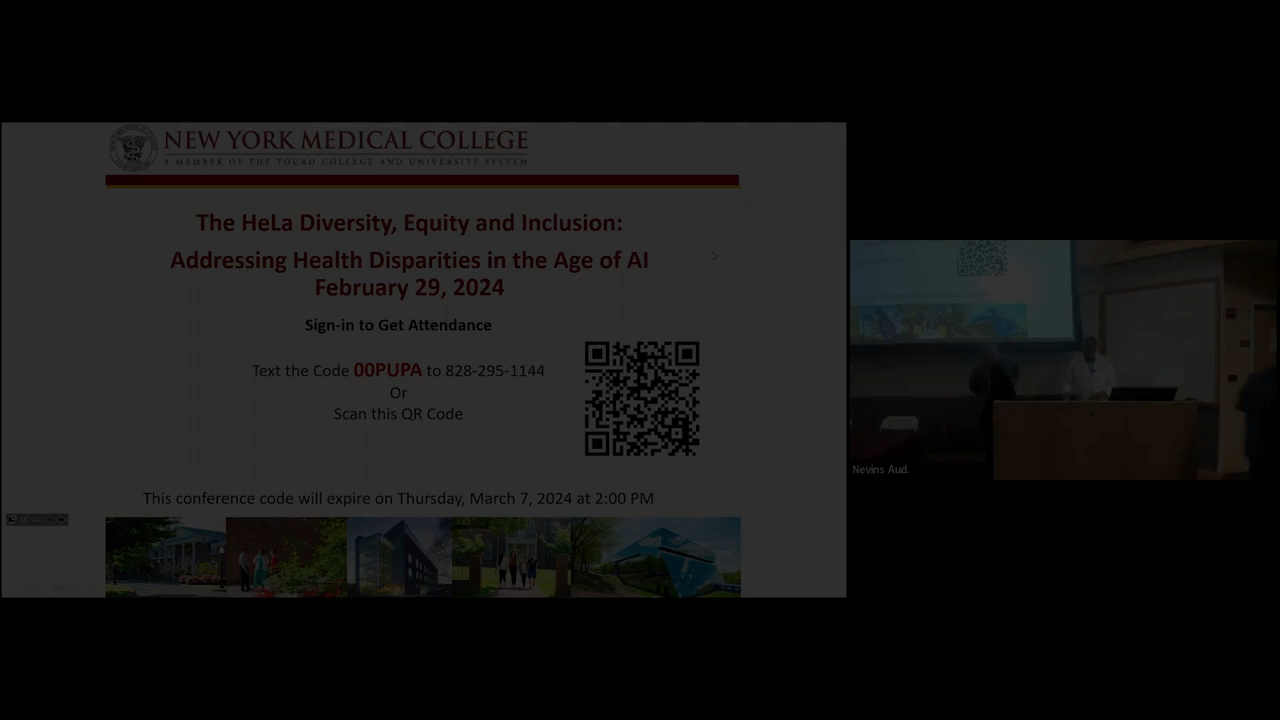 NEW YORK MEDICAL COLLEGE
A MEMBER OF THE TOURO COLLEGE AND UNIVERSITY SYSTEM
The HeLa Diversity, Equity and Inclusion:
Addressing Health Disparities in the Age of AI
February 29, 2024
Sign-in to Get Attendance
Text the Code 00PUPA to 828-295-1144
Or
Scan this QR Code
This conference code will expire on Thursday, March 7, 2024 at 2:00 PM
Nevins Aud.